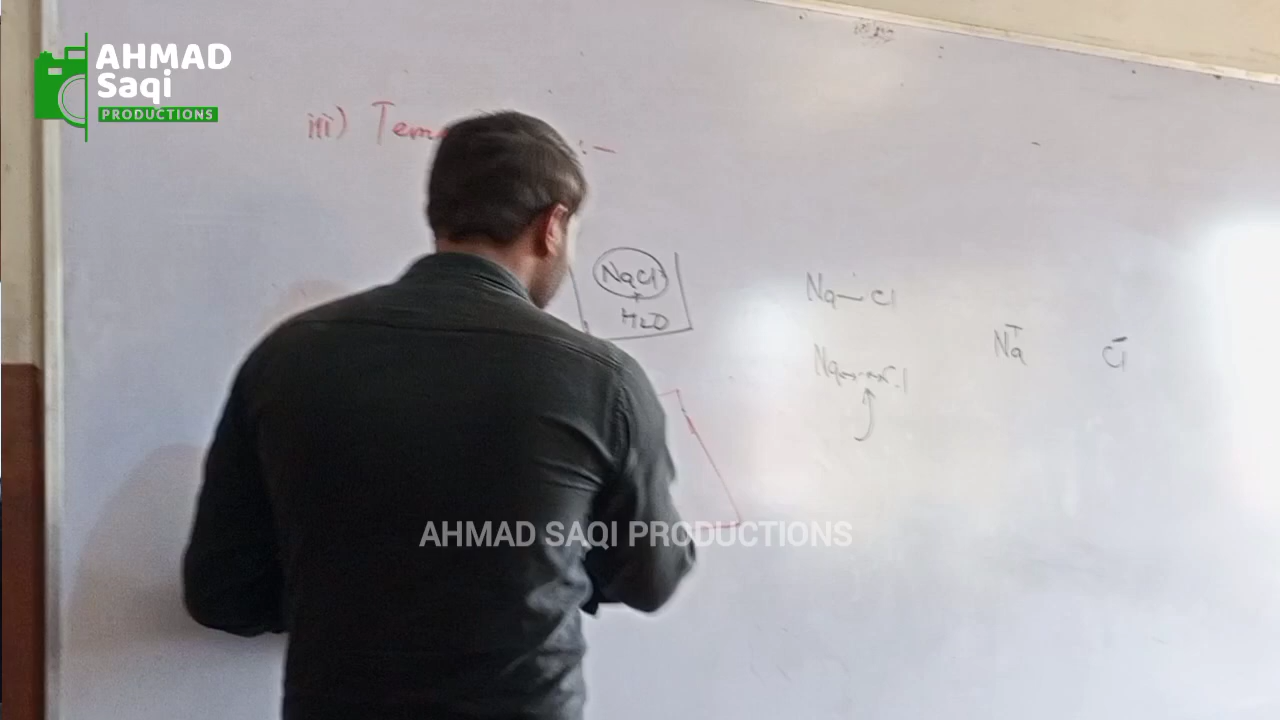 AHMAD
Saqi
PRODUCTIONS
iii) Tem :-
NaCl
H2O
Na-Cl
Na Cl
AHMAD SAQI PRODUCTIONS